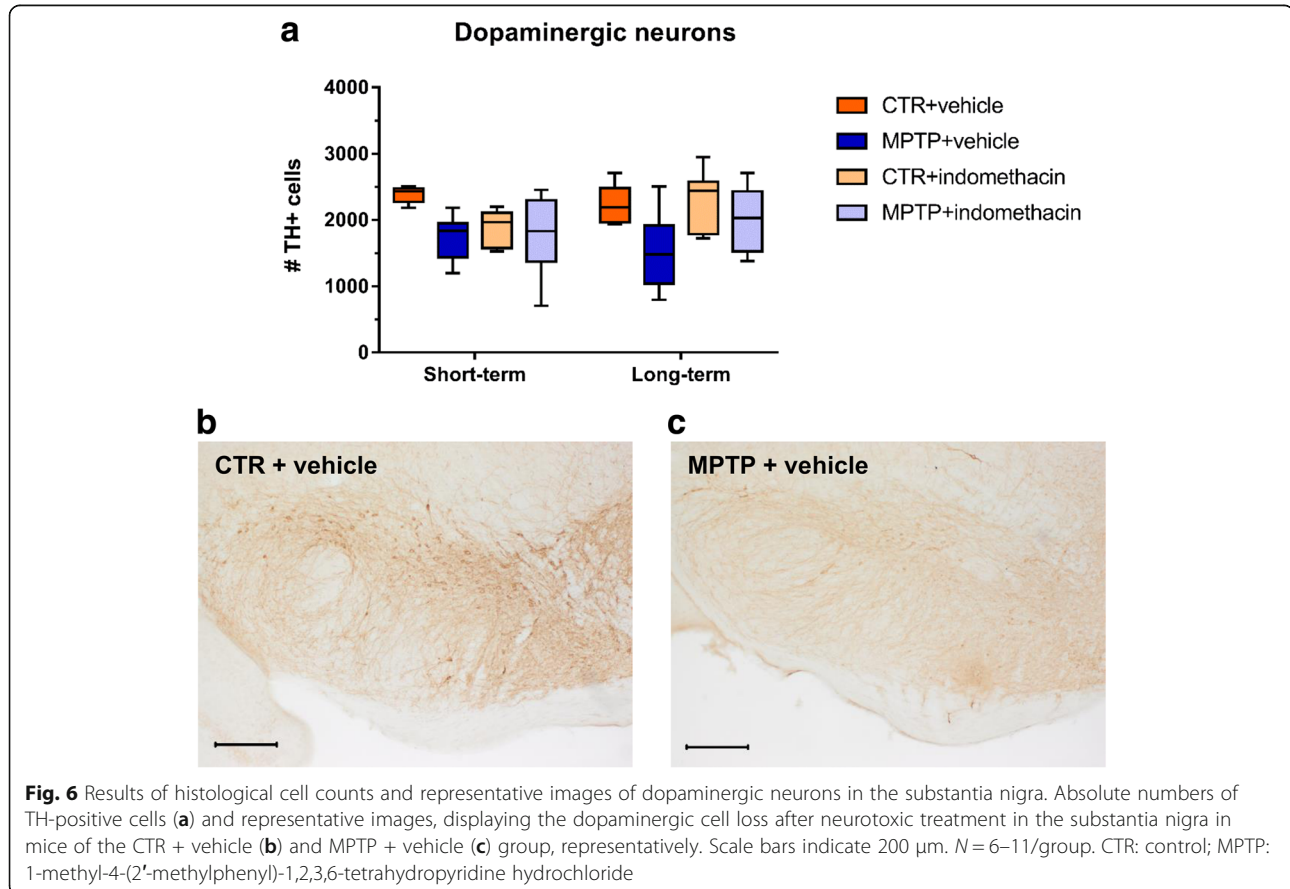 a
Dopaminergic neurons
4000
3000
2000
1000
0
# TH+ cells
Short-term
Long-term
CTR+vehicle
MPTP+vehicle
CTR+indomethacin
MPTP+indomethacin
b
CTR + vehicle
c
MPTP + vehicle
Fig. 6 Results of histological cell counts and representative images of dopaminergic neurons in the substantia nigra. Absolute numbers of
TH-positive cells (a) and representative images, displaying the dopaminergic cell loss after neurotoxic treatment in the substantia nigra in
mice of the CTR + vehicle (b) and MPTP + vehicle (c) group, representatively. Scale bars indicate 200 μm. N = 6–11/group. CTR: control; MPTP:
1-methyl-4-(2′-methylphenyl)-1,2,3,6-tetrahydropyridine hydrochloride